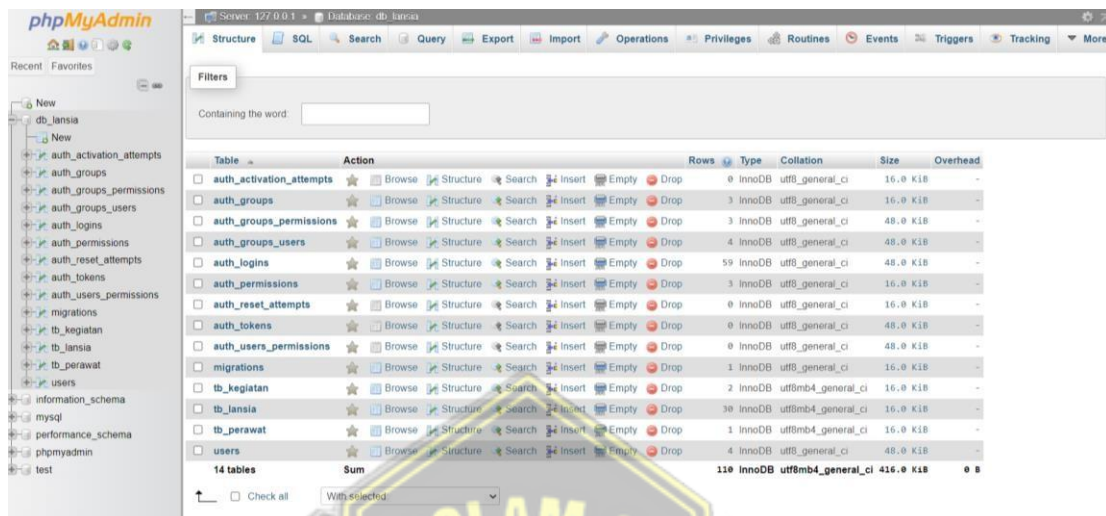 phpMyAdmin
Server: 127.0.0.1 » Database: db_lansia
Structure SQL Search Query Export Import Operations Privileges Routines Events Triggers Tracking More
Recent Favorites
New
db_lansia
New
auth_activation_attempts
auth_groups
auth_groups_permissions
auth_groups_users
auth_logins
auth_permissions
auth_reset_attempts
auth_tokens
auth_users_permissions
migrations
tb_kegiatan
tb_lansia
tb_perawat
users
information_schema
mysql
performance_schema
phpmyadmin
test
Filters
Containing the word:
Table Action Rows Type Collation Size Overhead
auth_activation_attempts Browse Structure Search Insert Empty Drop 0 InnoDB utf8_general_ci 16.0 KiB -
auth_groups Browse Structure Search Insert Empty Drop 3 InnoDB utf8_general_ci 16.0 KiB -
auth_groups_permissions Browse Structure Search Insert Empty Drop 3 InnoDB utf8_general_ci 48.0 KiB -
auth_groups_users Browse Structure Search Insert Empty Drop 4 InnoDB utf8_general_ci 48.0 KiB -
auth_logins Browse Structure Search Insert Empty Drop 59 InnoDB utf8_general_ci 48.0 KiB -
auth_permissions Browse Structure Search Insert Empty Drop 3 InnoDB utf8_general_ci 16.0 KiB -
auth_reset_attempts Browse Structure Search Insert Empty Drop 0 InnoDB utf8_general_ci 16.0 KiB -
auth_tokens Browse Structure Search Insert Empty Drop 0 InnoDB utf8_general_ci 48.0 KiB -
auth_users_permissions Browse Structure Search Insert Empty Drop 0 InnoDB utf8_general_ci 48.0 KiB -
migrations Browse Structure Search Insert Empty Drop 1 InnoDB utf8_general_ci 16.0 KiB -
tb_kegiatan Browse Structure Search Insert Empty Drop 2 InnoDB utf8mb4_general_ci 16.0 KiB -
tb_lansia Browse Structure Search Insert Empty Drop 30 InnoDB utf8mb4_general_ci 16.0 KiB -
tb_perawat Browse Structure Search Insert Empty Drop 1 InnoDB utf8mb4_general_ci 16.0 KiB -
users Browse Structure Search Insert Empty Drop 4 InnoDB utf8_general_ci 48.0 KiB -
14 tables Sum 110 InnoDB utf8mb4_general_ci 416.0 KiB 0 B
Check all With selected: